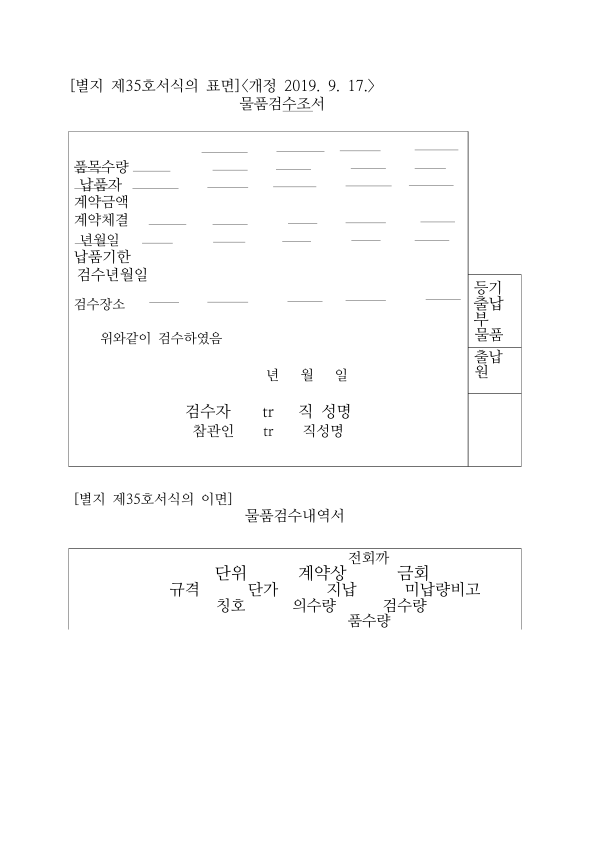 [별지 제35호서식의 표면]<개정 2019. 9. 17.>
물품검수조서
품목수량
납품자
계약금액
계약체결
년월일
납품기한
검수년월일
검수장소
위와같이 검수하였음
년 월 일
검수자 tr 직 성명
참관인 tr 직성명
등기
출납
부
물품
출납
원
[별지 제35호서식의 이면]
물품검수내역서
전회까
단위 계약상 금회
규격 단가 지납 미납량비고
칭호 의수량 검수량
품수량